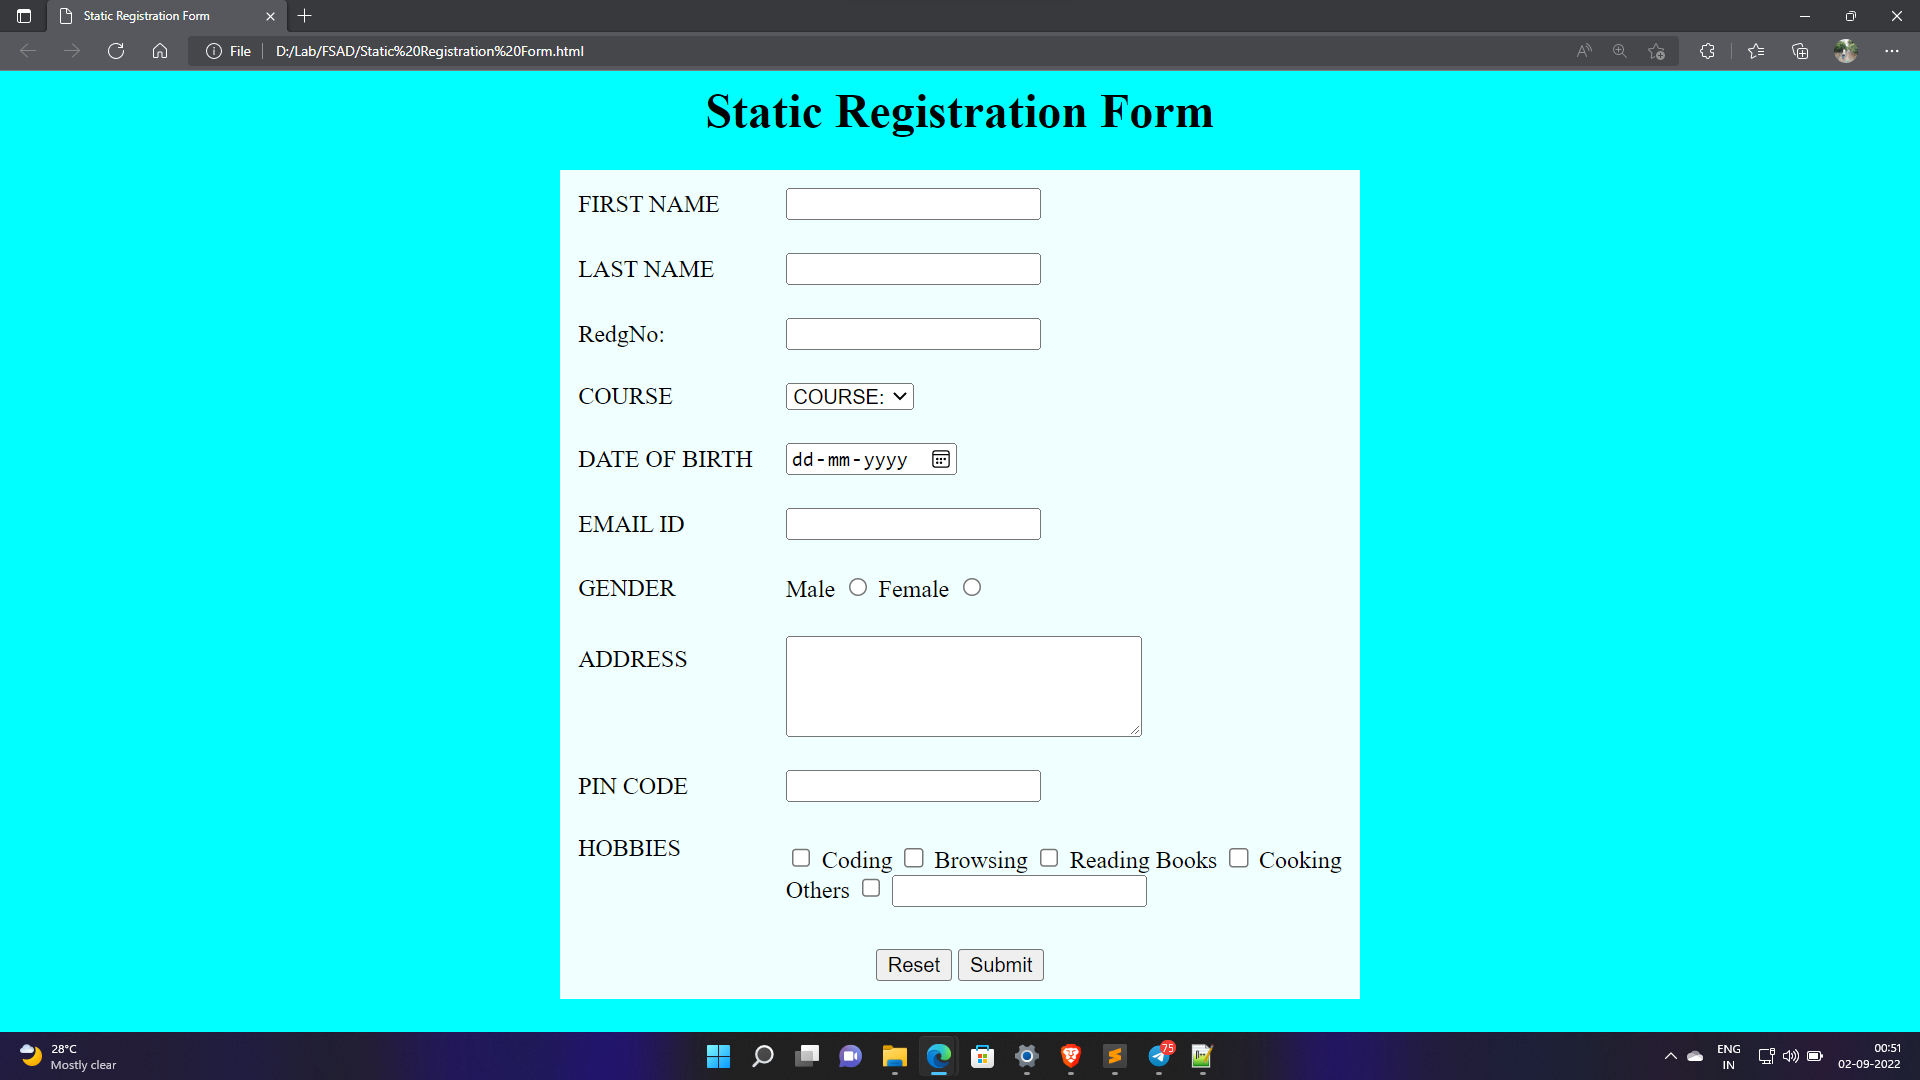 Static Registration Form
File D:/Lab/FSAD/Static%20Registration%20Form.html
Static Registration Form
FIRST NAME
LAST NAME
RedgNo:
COURSE COURSE:
DATE OF BIRTH dd-mm-yyyy
EMAIL ID
GENDER Male Female
ADDRESS
PIN CODE
HOBBIES
Coding Browsing Reading Books Cooking
Others
Reset Submit
28°C
Mostly clear
75
ENG
IN
00:51
02-09-2022